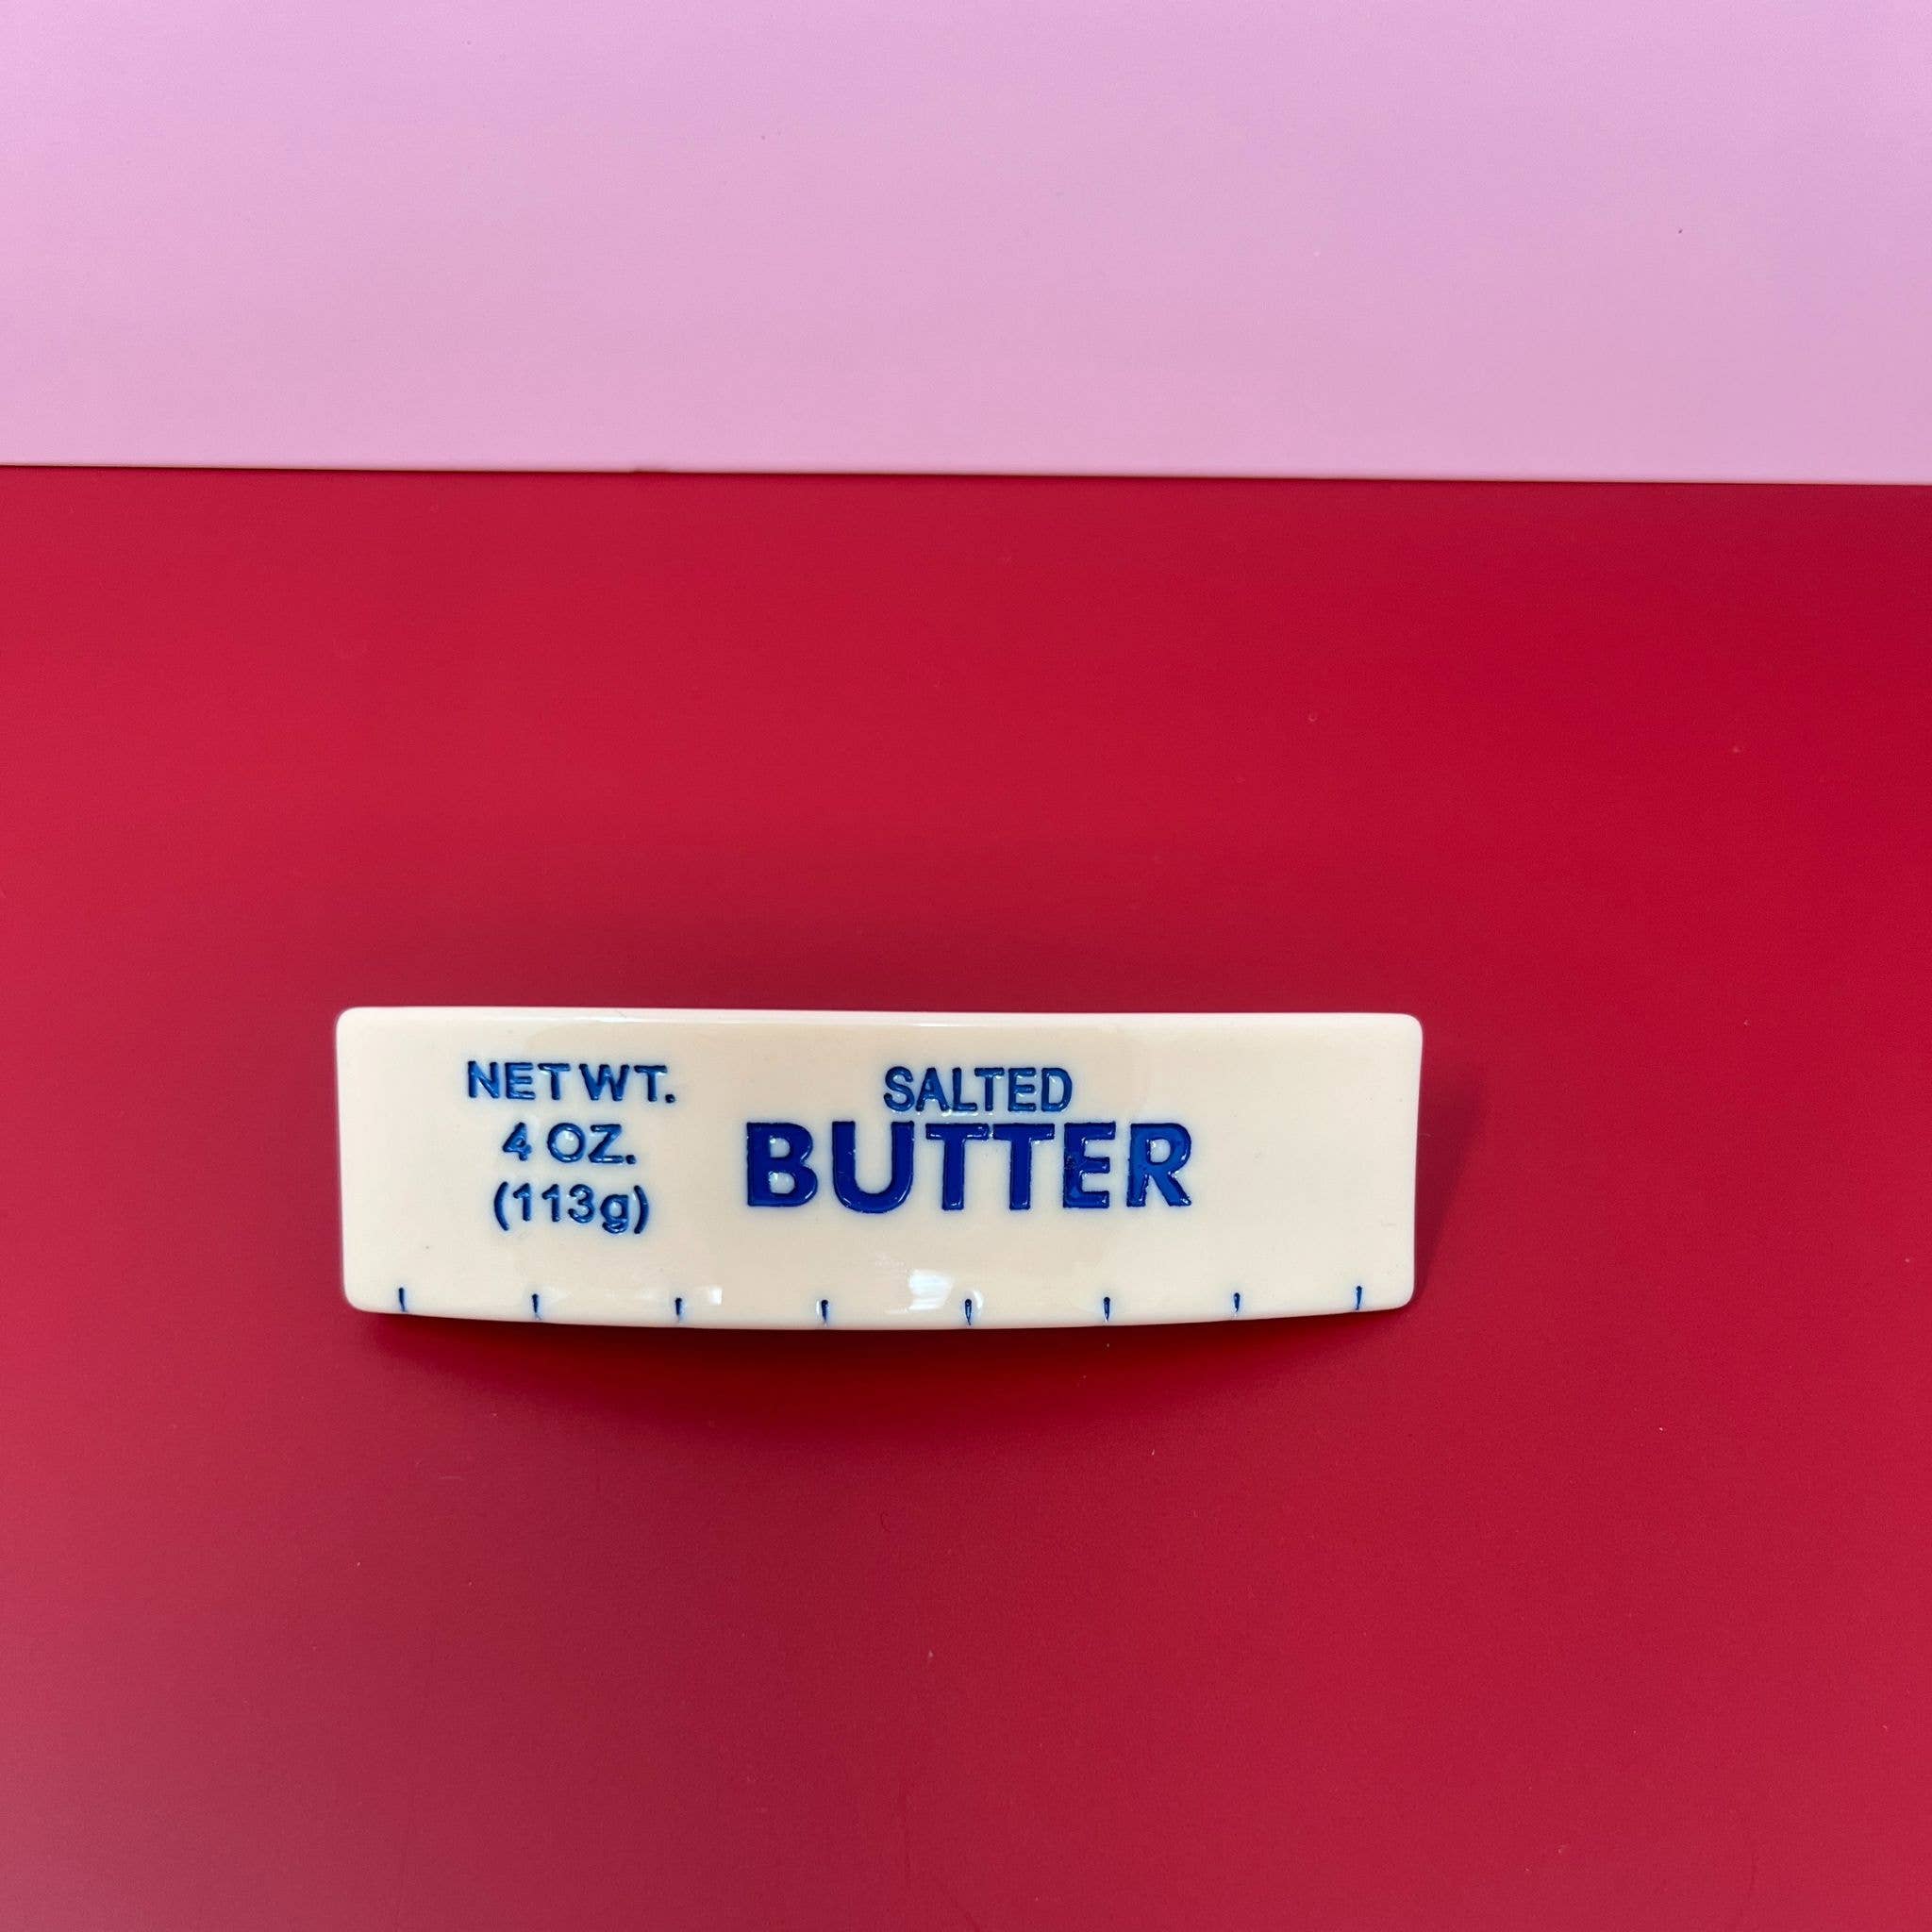 NET WT.
4 OZ.
(113g)
SALTED
BUTTER